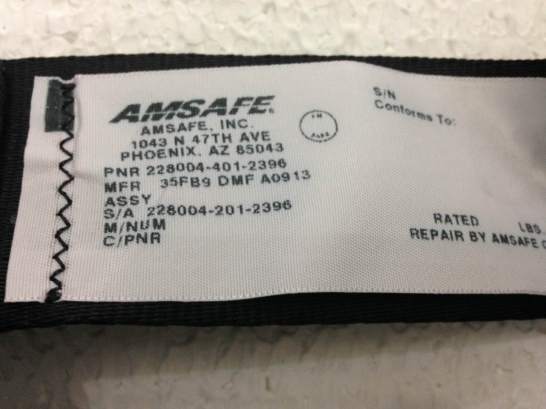 AMSAFE
AMSAFE, INC.
1043 N 47TH AVE
PHOENIX, AZ 85043
PNR 228004-401-2396
MFR 35FB9 DMF A0913
ASSY
S/A 228004-201-2396
M/NUM
C/PNR
S/N
Conforms To:
RATED LBS.
REPAIR BY AMSAFE